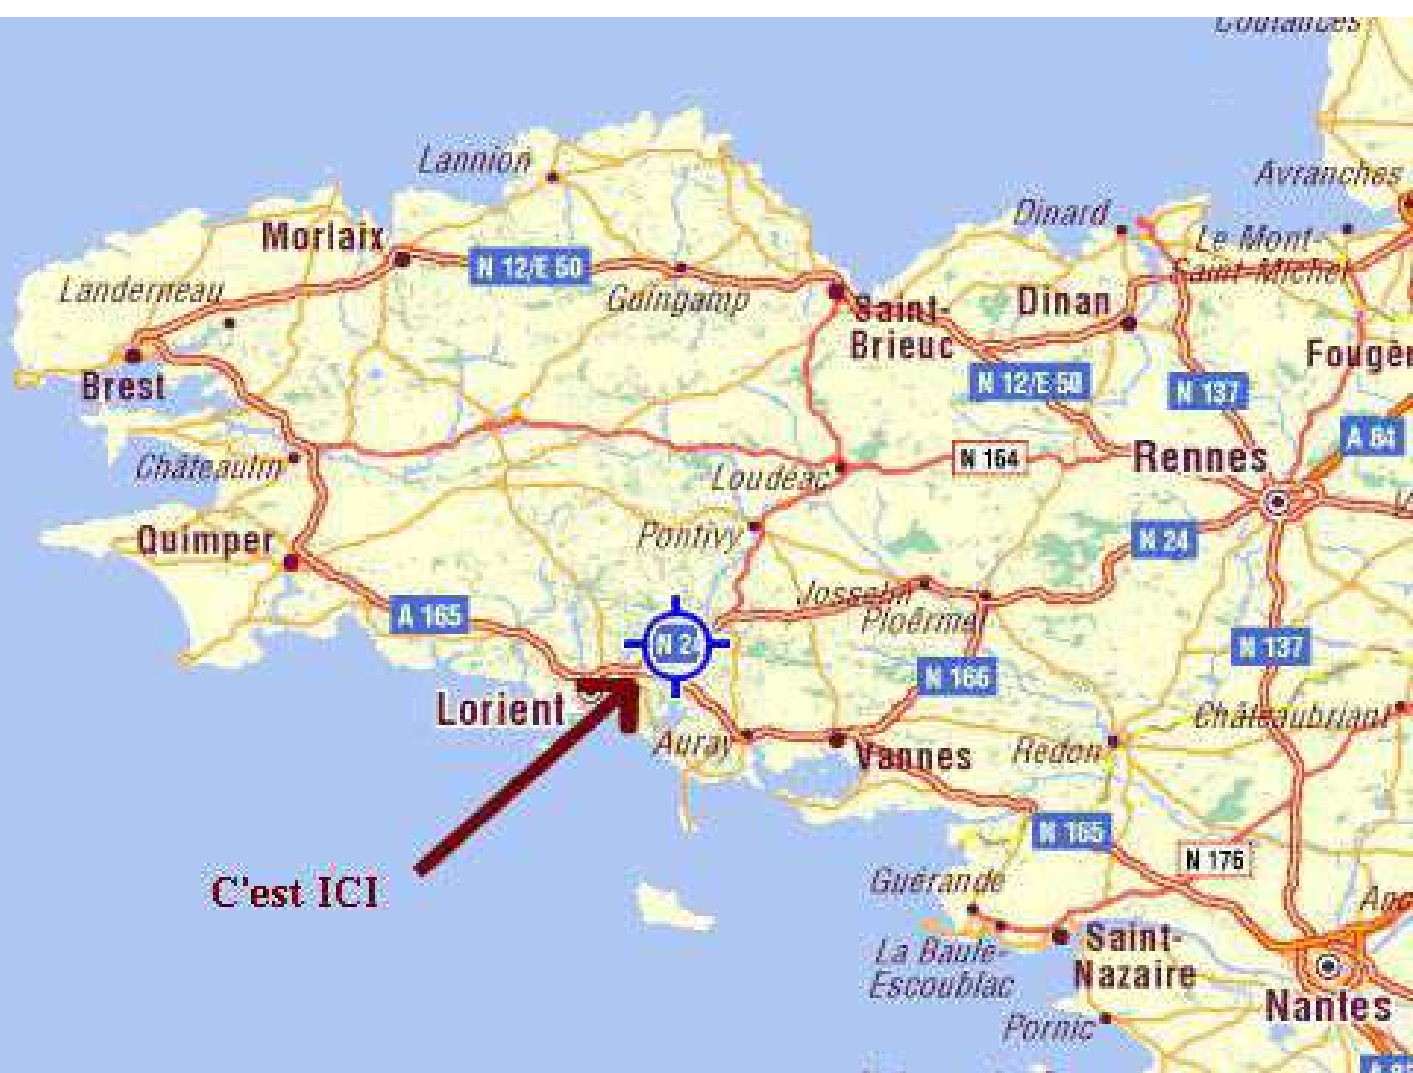 Coutances
Lannion
Avranches
Dinard
Morlaix
Le Mont-
Saint-Michel
N 12/E 50
Landerneau
Guingamp
Dinan
Saint-
Brieuc
Brest
N 12/E 50
N 137
A 84
Châteaulin
Loudéac
N 164
Rennes
Quimper
Pontivy
N 24
Josselin
Ploërmel
A 165
N 2
N 166
N 137
Lorient
Auray
Vannes
Redon
Châteaubriant
N 165
N 175
C'est ICI
Guérande
La Baule-
Escoublac
Saint-
Nazaire
Nantes
Pornic